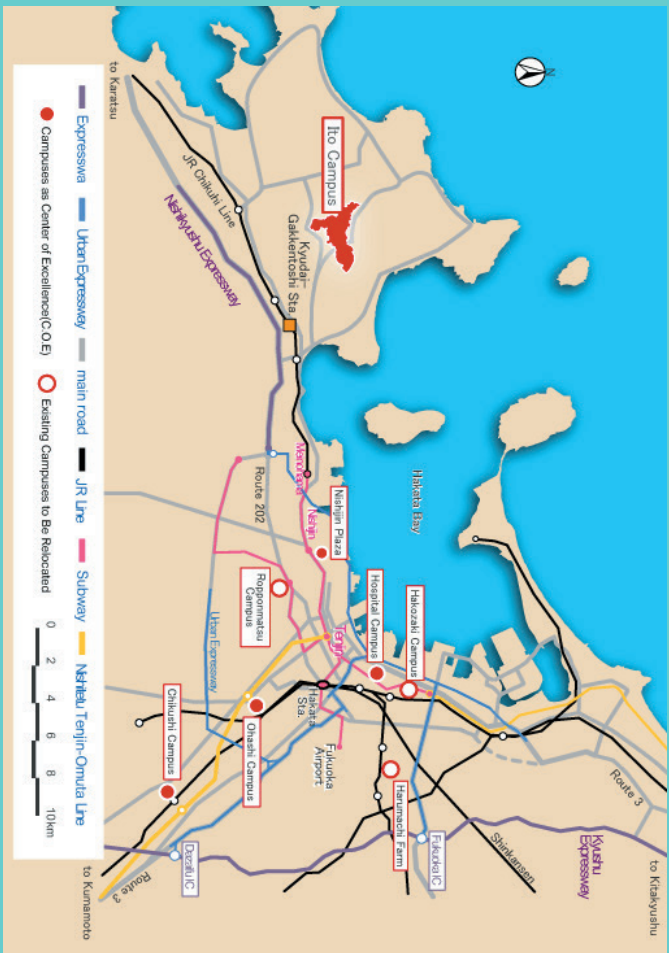 N
to Kitakyushu
Route 3
Kyushu
Expressway
Shinkansen
Fukuoka IC
Harumachi Farm
Hakozaki Campus
Hospital Campus
Hakata Bay
Nishijin Plaza
Ito Campus
Kyudai-
Gakkentoshi Sta.
JR Chikuhi Line
Nishikyushu Expressway
to Karatsu
Meinohama
Nishijin
Tenjin
Route 202
Ropponmatsu
Campus
Hakata
Sta.
Fukuoka
Airport
Urban Expressway
Ohashi Campus
Chikushi Campus
Dazaifu IC
Route 3
to Kumamoto
Expresswa
Urban Expressway
main road
JR Line
Subway
Nishitetu Tenjin-Omuta Line
Campuses as Center of Excellence(C.O.E)
Existing Campuses to Be Relocated
0 2 4 6 8 10km